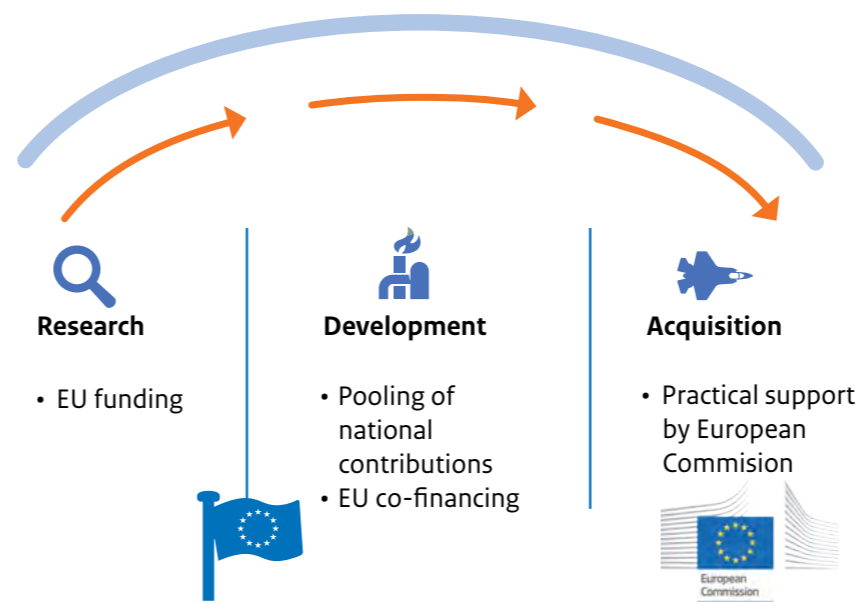 Research
• EU funding
Development
• Pooling of
national
contributions
• EU co-financing
Acquisition
• Practical support
by European
Commision
European
Commission